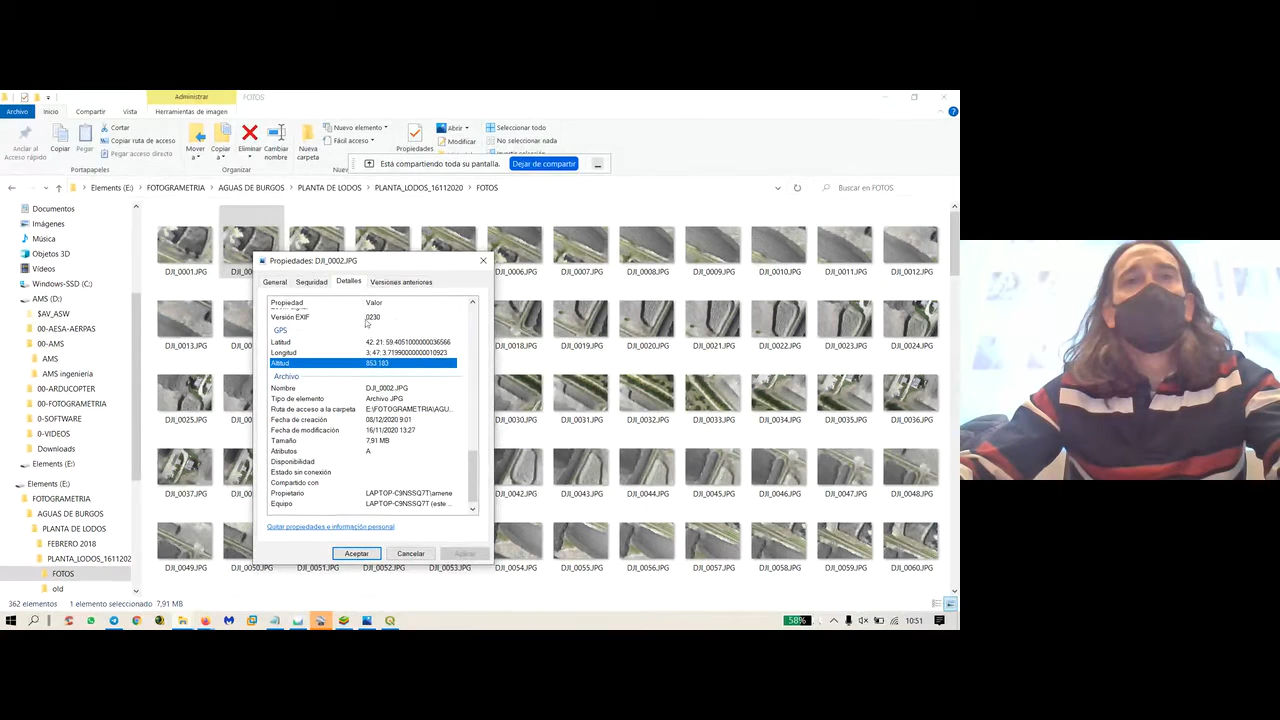 Administrar FOTOS
Archivo Inicio Compartir Vista Herramientas de imagen
Anclar al Acceso rápido
Copiar
Pegar
Cortar
Copiar ruta de acceso
Pegar acceso directo
Mover a
Copiar a
Eliminar
Cambiar nombre
Nueva carpeta
Nuevo elemento
Fácil acceso
Propiedades
Abrir
Modificar
Seleccionar todo
No seleccionar nada
Portapapeles Organizar
Está compartiendo toda su pantalla. Dejar de compartir
Elements (E:) > FOTOGRAMETRIA > AGUAS DE BURGOS > PLANTA DE LODOS > PLANTA_LODOS_16112020 > FOTOS
Buscar en FOTOS
Documentos
Imágenes
Música
Objetos 3D
Vídeos
Windows-SSD (C:)
AMS (D:)
$AV_ASW
00-AESA-AERPAS
00-AMS
AMS
AMS ingeniería
00-ARDUCOPTER
00-FOTOGRAMETRIA
0-SOFTWARE
0-VIDEOS
Downloads
Elements (E:)
Elements (E:)
FOTOGRAMETRIA
AGUAS DE BURGOS
PLANTA DE LODOS
FEBRERO 2018
PLANTA_LODOS_1611202
FOTOS
old
DJI_0001.JPG DJI_0006.JPG DJI_0007.JPG DJI_0008.JPG DJI_0009.JPG DJI_0010.JPG DJI_0011.JPG DJI_0012.JPG
DJI_0013.JPG DJI_0018.JPG DJI_0019.JPG DJI_0020.JPG DJI_0021.JPG DJI_0022.JPG DJI_0023.JPG DJI_0024.JPG
DJI_0025.JPG DJI_0030.JPG DJI_0031.JPG DJI_0032.JPG DJI_0033.JPG DJI_0034.JPG DJI_0035.JPG DJI_0036.JPG
DJI_0037.JPG DJI_0042.JPG DJI_0043.JPG DJI_0044.JPG DJI_0045.JPG DJI_0046.JPG DJI_0047.JPG DJI_0048.JPG
DJI_0049.JPG DJI_0050.JPG DJI_0051.JPG DJI_0052.JPG DJI_0053.JPG DJI_0054.JPG DJI_0055.JPG DJI_0056.JPG DJI_0057.JPG DJI_0058.JPG DJI_0059.JPG DJI_0060.JPG
Propiedades: DJI_0002.JPG
General Seguridad Detalles Versiones anteriores
Propiedad Valor
Versión EXIF 0230
GPS
Latitud 42; 21; 59.4051000000036566
Longitud 3; 47; 3.7199000000010923
Altitud 853.183
Archivo
Nombre DJI_0002.JPG
Tipo de elemento Archivo JPG
Ruta de acceso a la carpeta E:\FOTOGRAMETRIA\AGU...
Fecha de creación 08/12/2020 9:01
Fecha de modificación 16/11/2020 13:27
Tamaño 7,91 MB
Atributos A
Disponibilidad
Estado sin conexión
Compartido con
Propietario LAPTOP-C9NSSQ7T\amene
Equipo LAPTOP-C9NSSQ7T (este ...
Quitar propiedades e información personal
Aceptar Cancelar Aplicar
362 elementos 1 elemento seleccionado 7,91 MB
58% 10:51